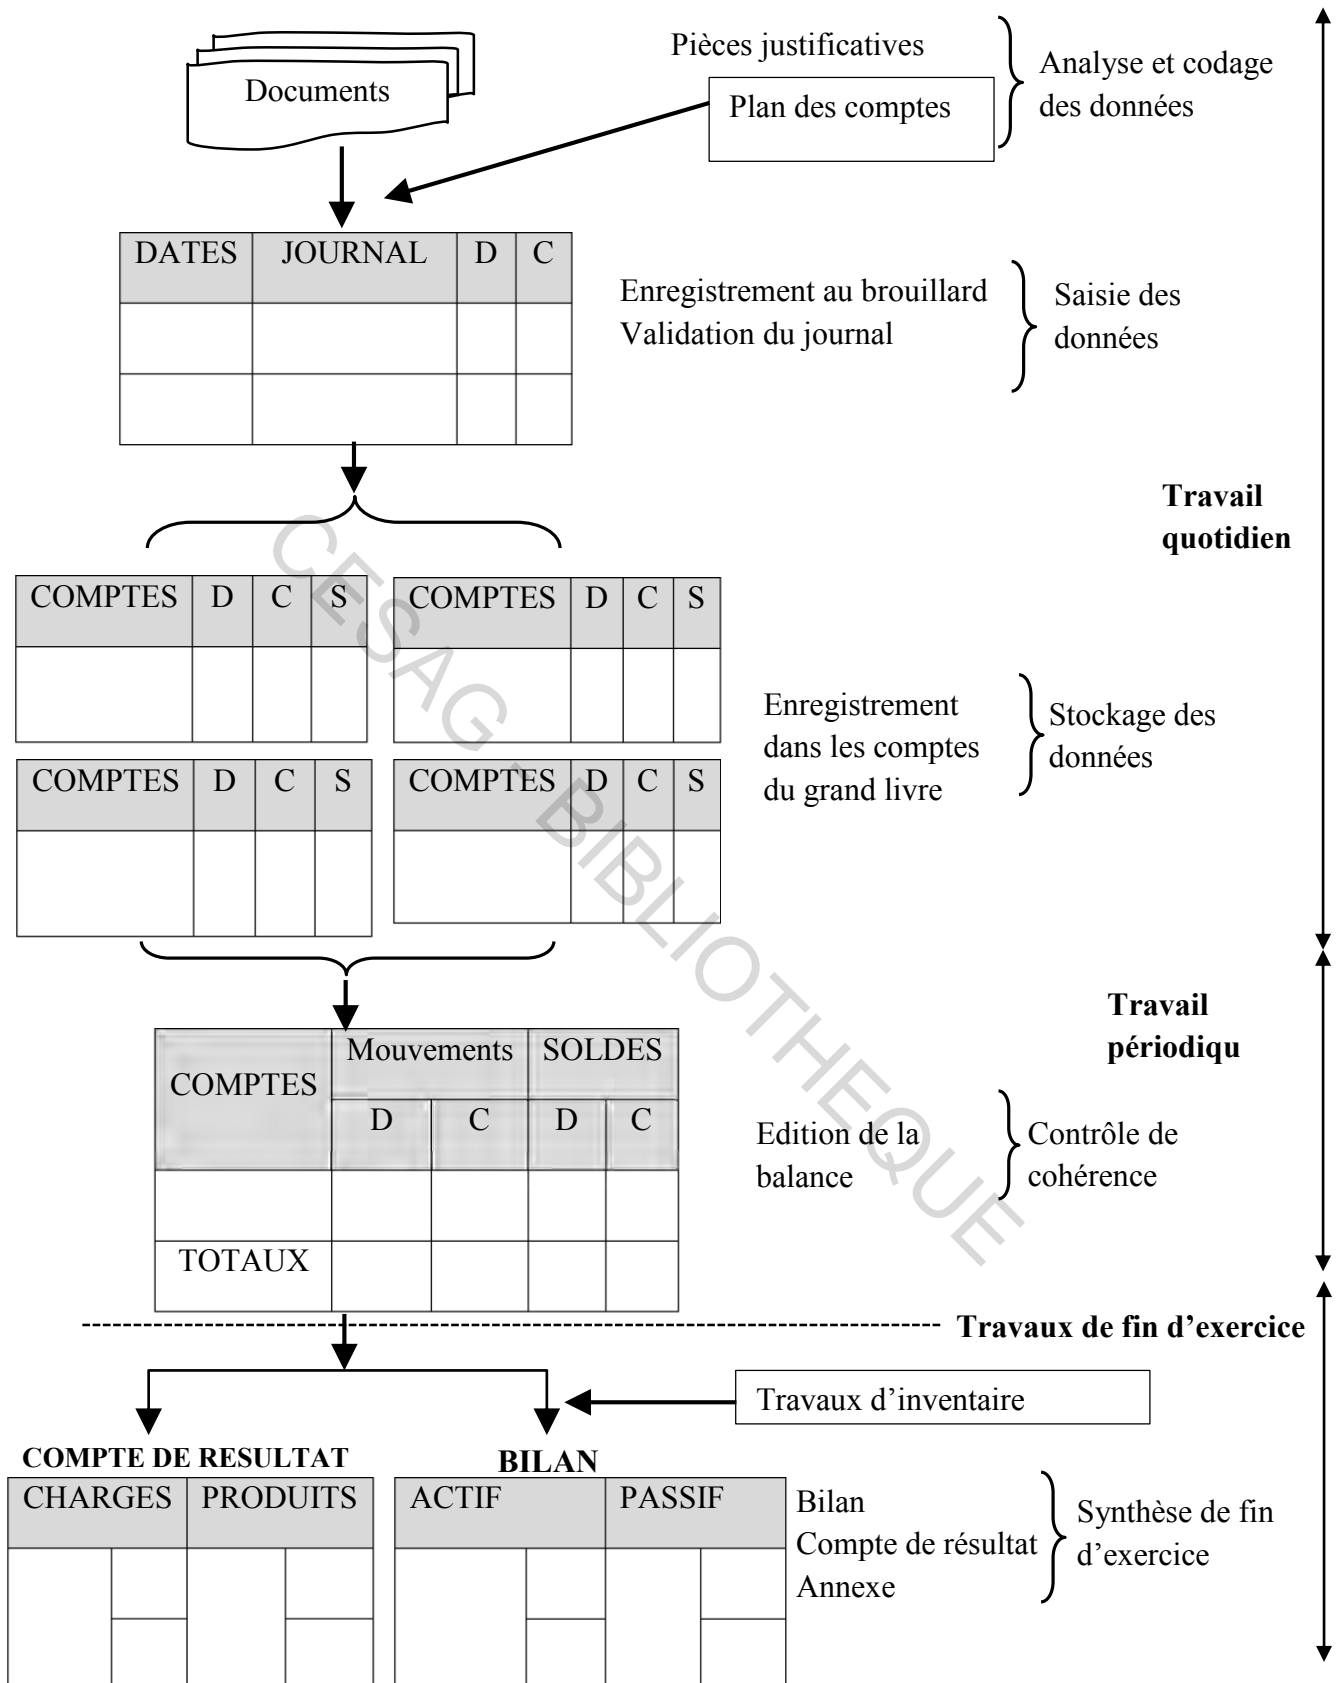 Documents
Pièces justificatives
Plan des comptes
Analyse et codage
des données
DATES JOURNAL D C
Enregistrement au brouillard
Validation du journal
Saisie des
données
Travail
quotidien
COMPTES D C S
COMPTES D C S
COMPTES D C S
COMPTES D C S
Enregistrement
dans les comptes
du grand livre
Stockage des
données
CESAG - BIBLIOTHEQUE
Travail
périodiqu
COMPTES Mouvements SOLDES
D C D C
TOTAUX
Edition de la
balance
Contrôle de
cohérence
Travaux de fin d’exercice
Travaux d’inventaire
COMPTE DE RESULTAT
CHARGES PRODUITS
BILAN
ACTIF PASSIF
Bilan
Compte de résultat
Annexe
Synthèse de fin
d’exercice